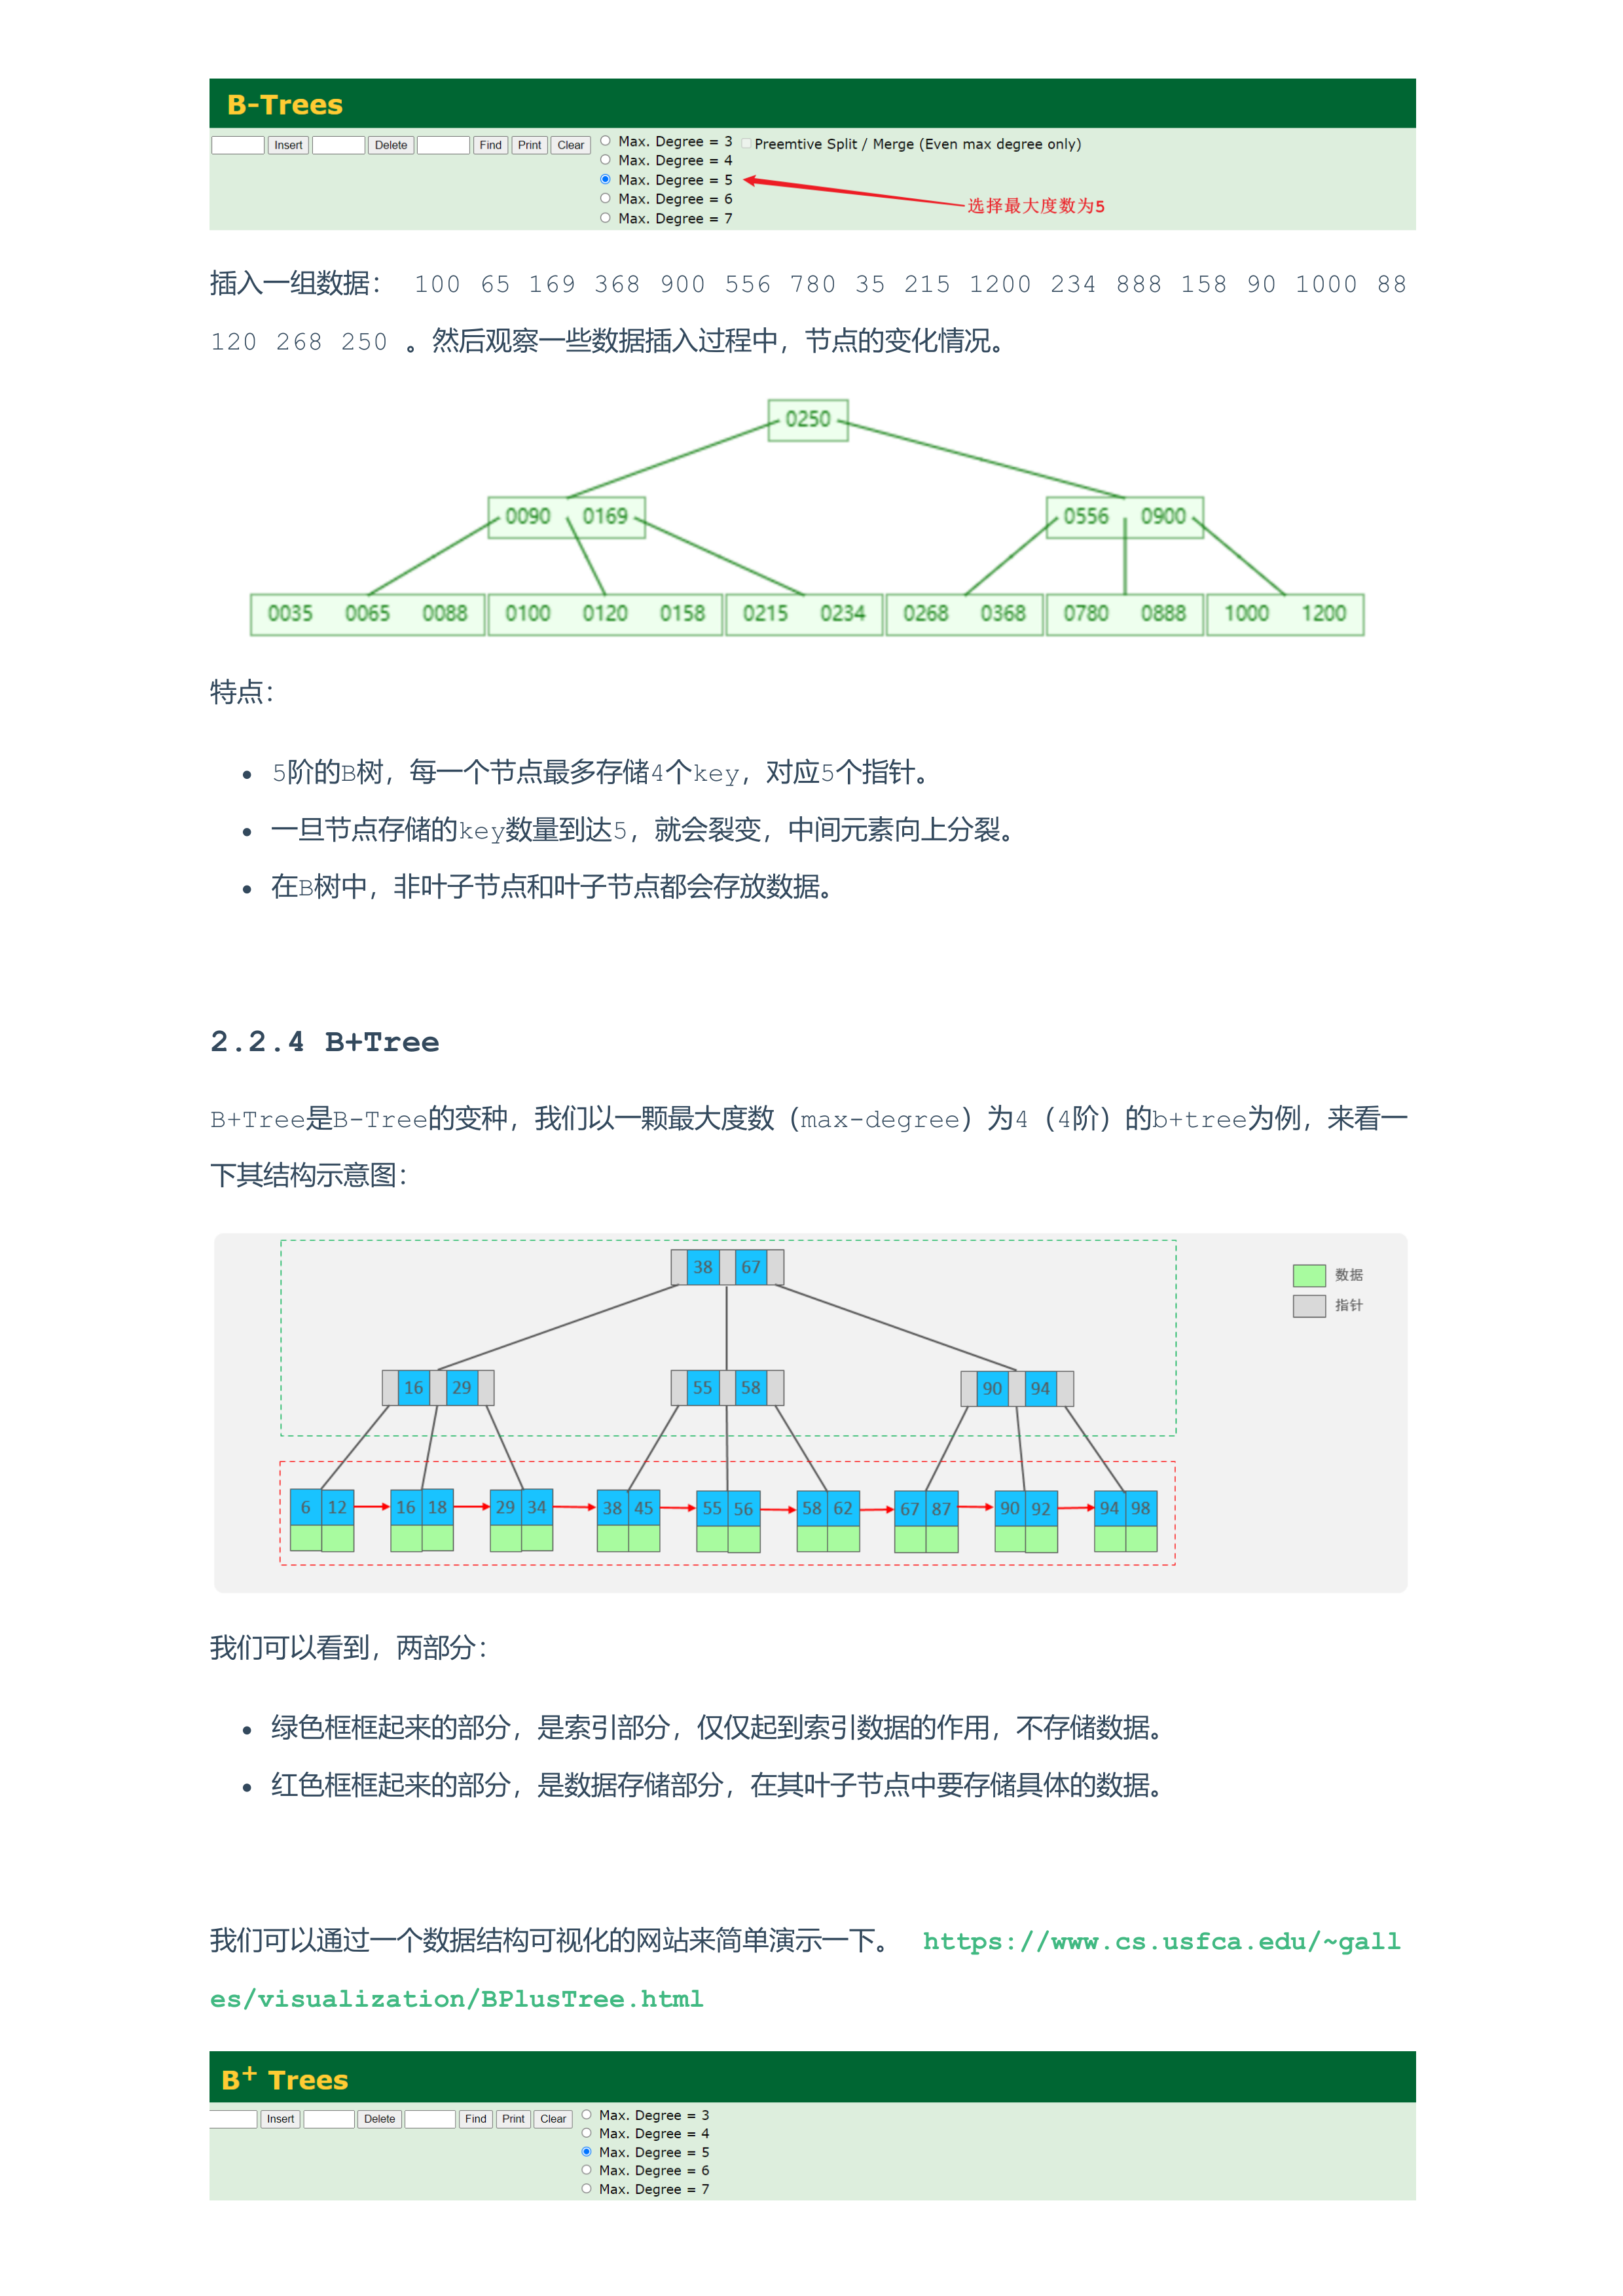 B-Trees
Insert Delete Find Print Clear Max. Degree = 3 Preemtive Split / Merge (Even max degree only)
Max. Degree = 4
Max. Degree = 5
Max. Degree = 6
Max. Degree = 7
选择最大度数为5
插入一组数据： 100 65 169 368 900 556 780 35 215 1200 234 888 158 90 1000 88
120 268 250 。然后观察一些数据插入过程中，节点的变化情况。
0250
0090 0169 0556 0900
0035 0065 0088 0100 0120 0158 0215 0234 0268 0368 0780 0888 1000 1200
特点：
• 5阶的B树，每一个节点最多存储4个key，对应5个指针。
• 一旦节点存储的key数量到达5，就会裂变，中间元素向上分裂。
• 在B树中，非叶子节点和叶子节点都会存放数据。
2.2.4 B+Tree
B+Tree是B-Tree的变种，我们以一颗最大度数（max-degree）为4（4阶）的b+tree为例，来看一
下其结构示意图：
38 67
数据
指针
16 29 55 58 90 94
6 12 16 18 29 34 38 45 55 56 58 62 67 87 90 92 94 98
我们可以看到，两部分：
• 绿色框框起来的部分，是索引部分，仅仅起到索引数据的作用，不存储数据。
• 红色框框起来的部分，是数据存储部分，在其叶子节点中要存储具体的数据。
我们可以通过一个数据结构可视化的网站来简单演示一下。 https://www.cs.usfca.edu/~gall
es/visualization/BPlusTree.html
B+ Trees
Insert Delete Find Print Clear Max. Degree = 3
Max. Degree = 4
Max. Degree = 5
Max. Degree = 6
Max. Degree = 7